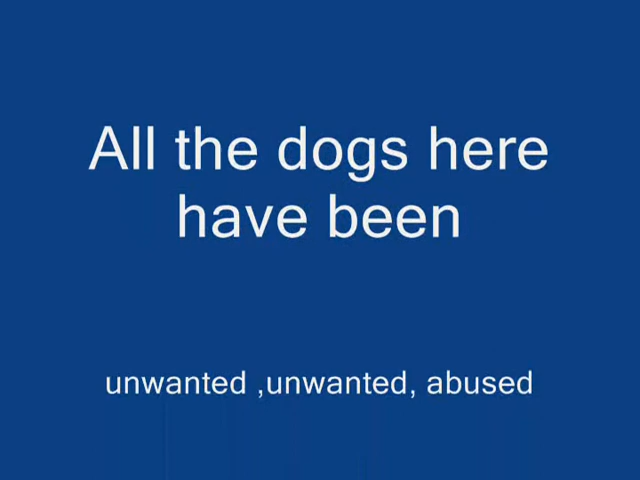 All the dogs here
have been
unwanted ,unwanted, abused